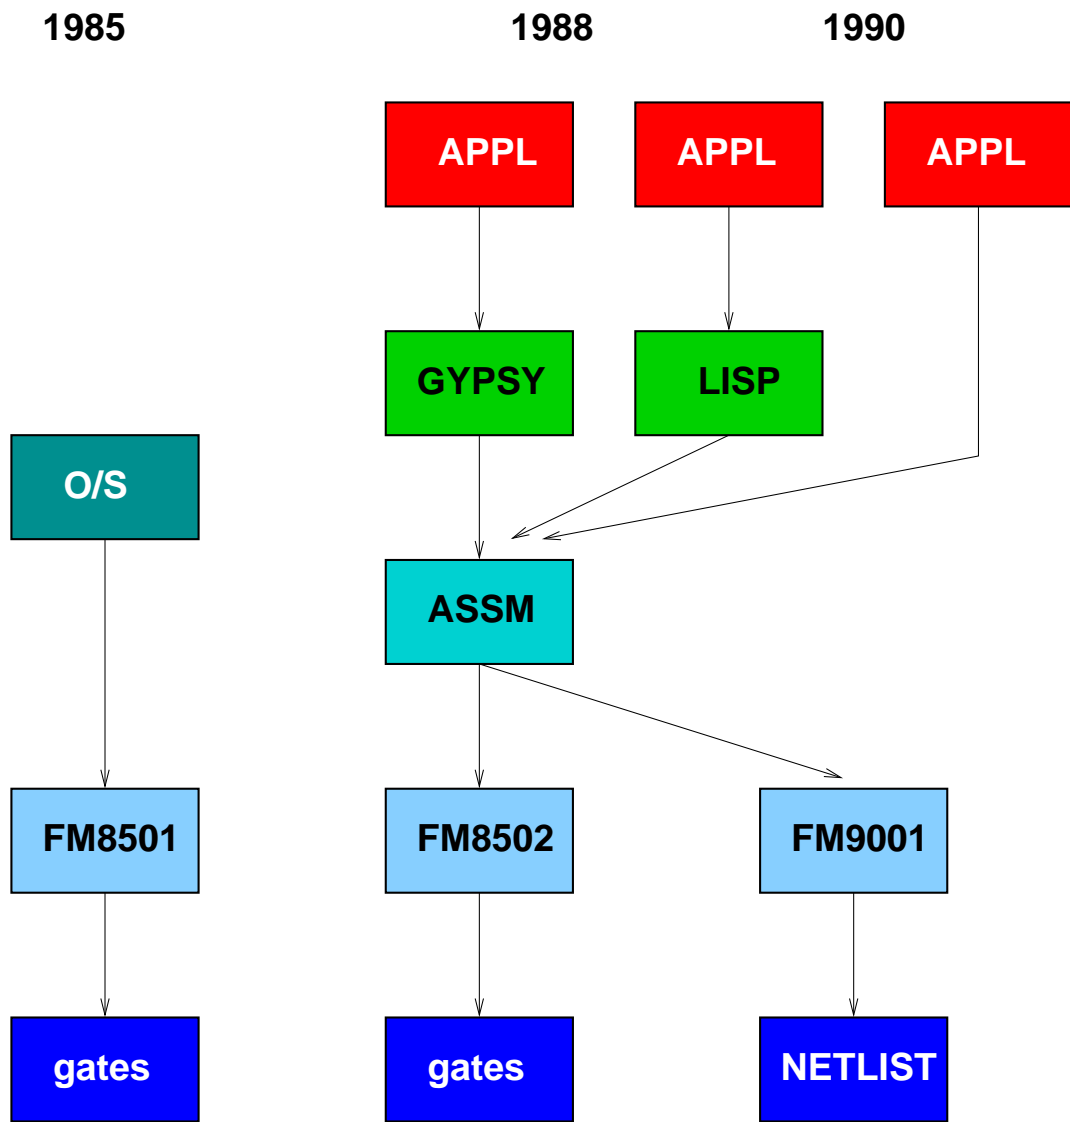 1985
1988
1990
APPL
APPL
APPL
GYPSY
LISP
O/S
ASSM
FM8501
FM8502
FM9001
gates
gates
NETLIST